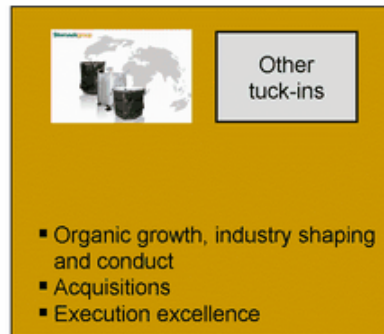 Other
tuck-ins
▪ Organic growth, industry shaping
and conduct
▪ Acquisitions
▪ Execution excellence